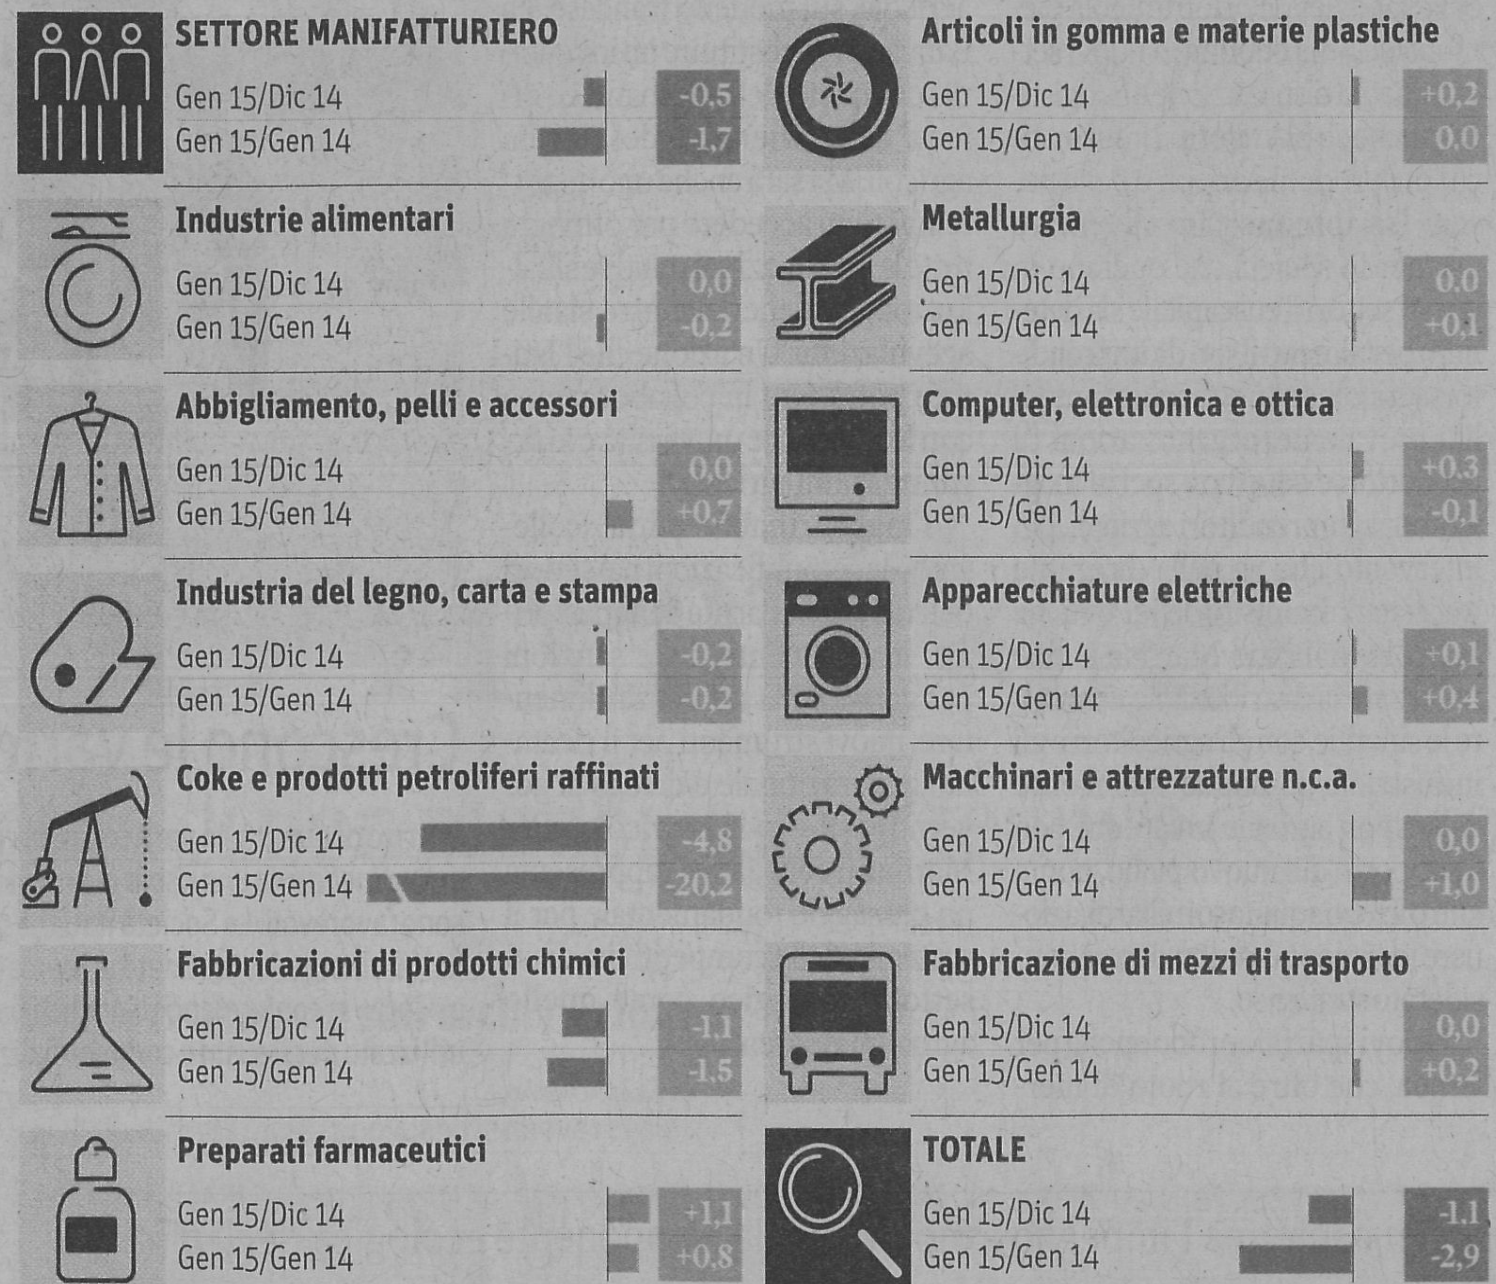 SETTORE MANIFATTURIERO
Gen 15/Dic 14 -0,5
Gen 15/Gen 14 -1,7
Industrie alimentari
Gen 15/Dic 14 0,0
Gen 15/Gen 14 -0,2
Abbigliamento, pelli e accessori
Gen 15/Dic 14 0,0
Gen 15/Gen 14 +0,7
Industria del legno, carta e stampa
Gen 15/Dic 14 -0,2
Gen 15/Gen 14 -0,2
Coke e prodotti petroliferi raffinati
Gen 15/Dic 14 -4,8
Gen 15/Gen 14 -20,2
Fabbricazioni di prodotti chimici
Gen 15/Dic 14 -1,1
Gen 15/Gen 14 -1,5
Preparati farmaceutici
Gen 15/Dic 14 +1,1
Gen 15/Gen 14 +0,8
Articoli in gomma e materie plastiche
Gen 15/Dic 14 +0,2
Gen 15/Gen 14 0,0
Metallurgia
Gen 15/Dic 14 0,0
Gen 15/Gen 14 +0,1
Computer, elettronica e ottica
Gen 15/Dic 14 +0,3
Gen 15/Gen 14 -0,1
Apparecchiature elettriche
Gen 15/Dic 14 +0,1
Gen 15/Gen 14 +0,4
Macchinari e attrezzature n.c.a.
Gen 15/Dic 14 0,0
Gen 15/Gen 14 +1,0
Fabbricazione di mezzi di trasporto
Gen 15/Dic 14 0,0
Gen 15/Gen 14 +0,2
TOTALE
Gen 15/Dic 14 -1,1
Gen 15/Gen 14 -2,9